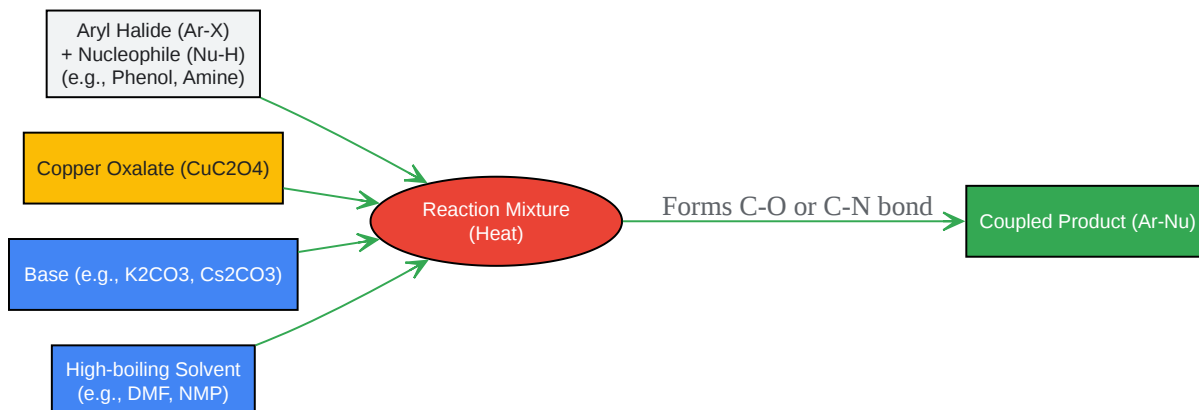 Aryl Halide (Ar-X)
+ Nucleophile (Nu-H)
(e.g., Phenol, Amine)
Copper Oxalate (CuC2O4)
Base (e.g., K2CO3, Cs2CO3)
High-boiling Solvent
(e.g., DMF, NMP)
Reaction Mixture
(Heat)
Forms C-O or C-N bond
Coupled Product (Ar-Nu)